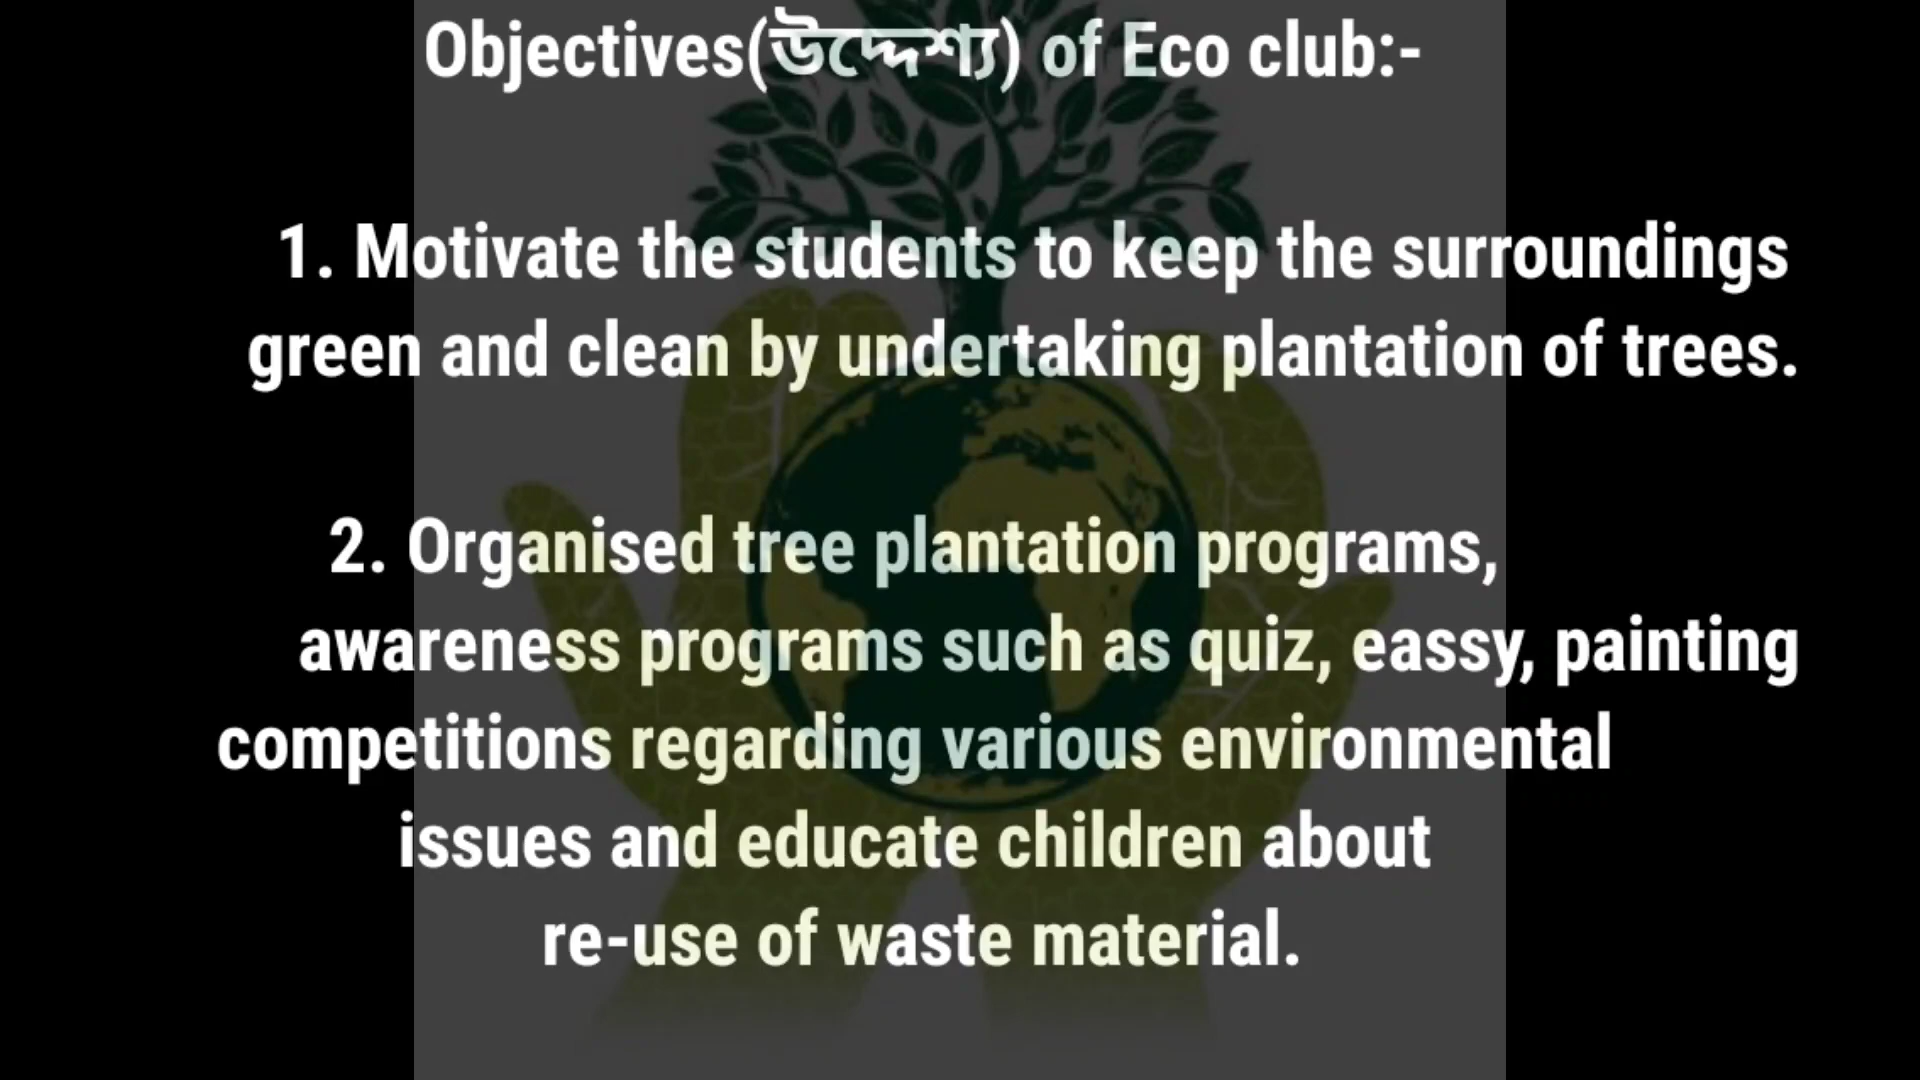 Objectives(উদ্দেশ্য) of Eco club:-
1. Motivate the students to keep the surroundings
green and clean by undertaking plantation of trees.
2. Organised tree plantation programs,
awareness programs such as quiz, eassy, painting
competitions regarding various environmental
issues and educate children about
re-use of waste material.